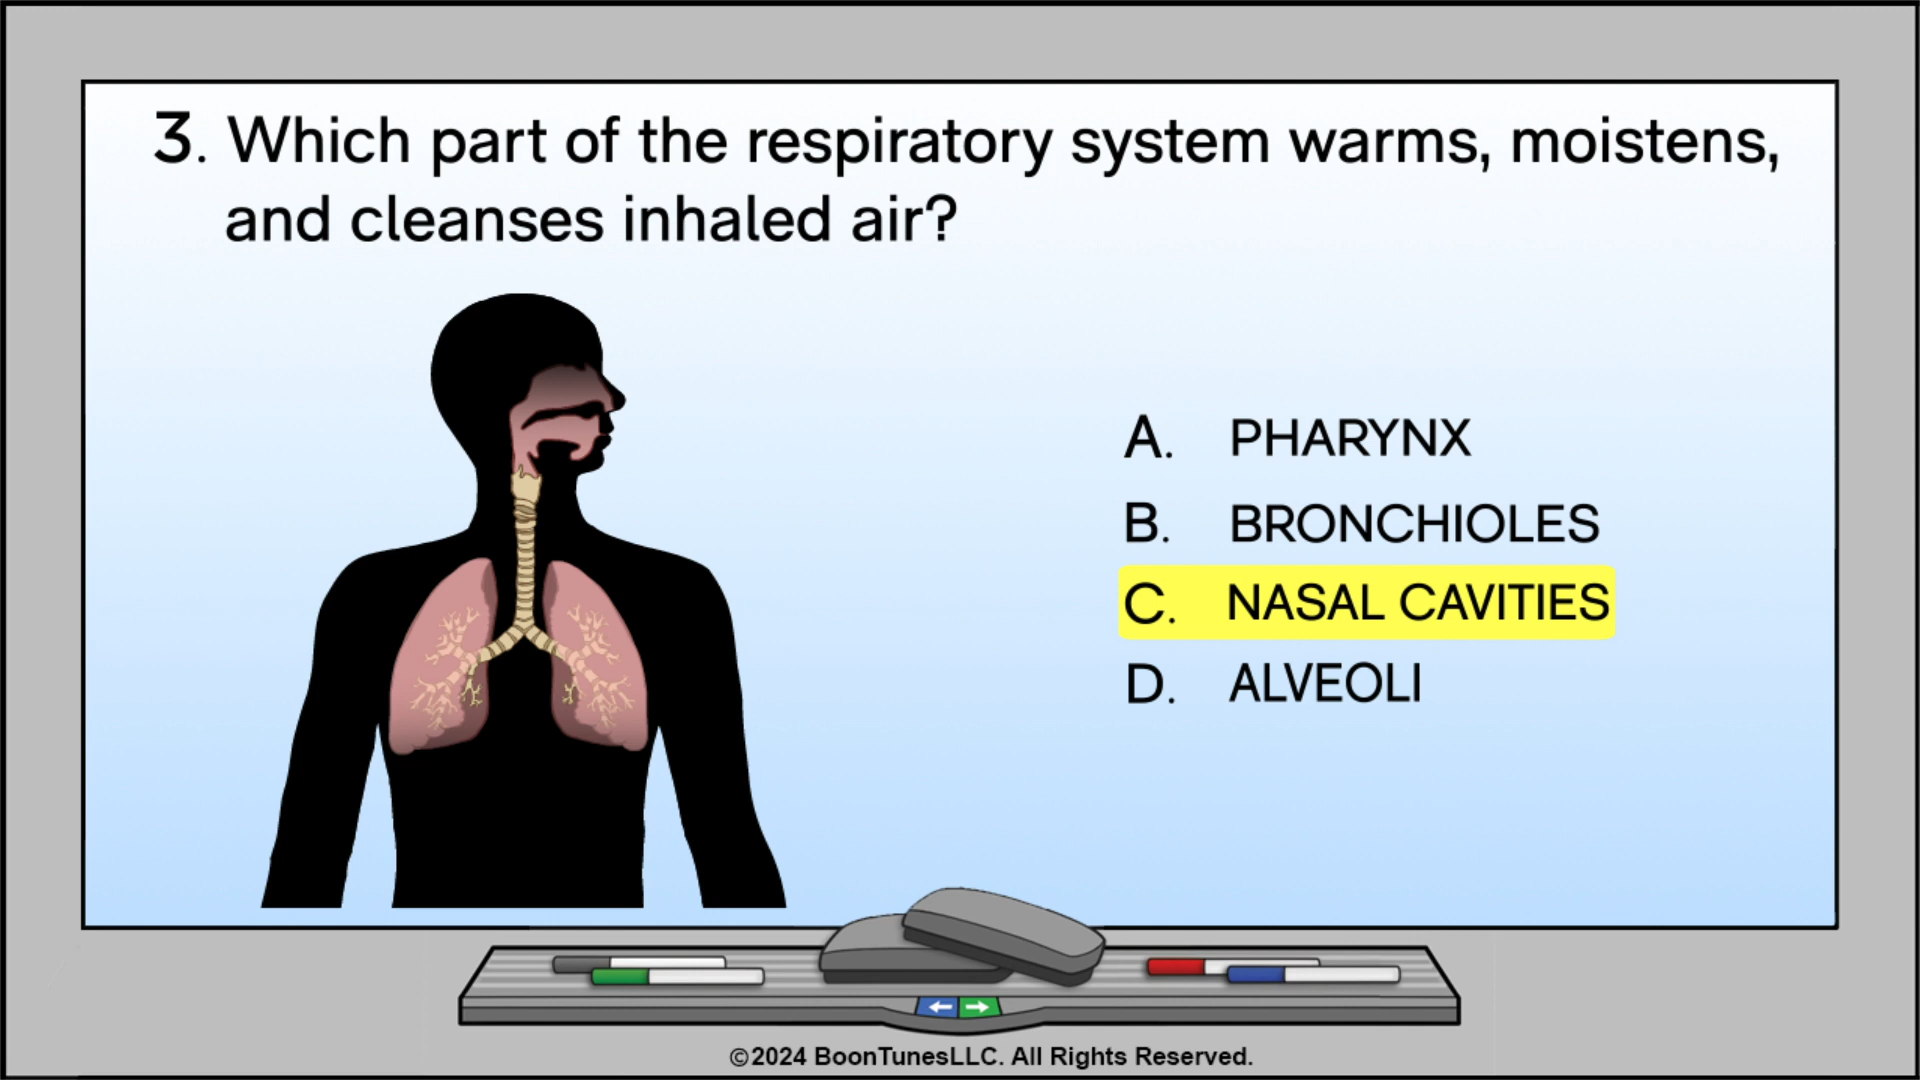 3. Which part of the respiratory system warms, moistens,
and cleanses inhaled air?
A. PHARYNX
B. BRONCHIOLES
C. NASAL CAVITIES
D. ALVEOLI
©2024 BoonTunesLLC. All Rights Reserved.